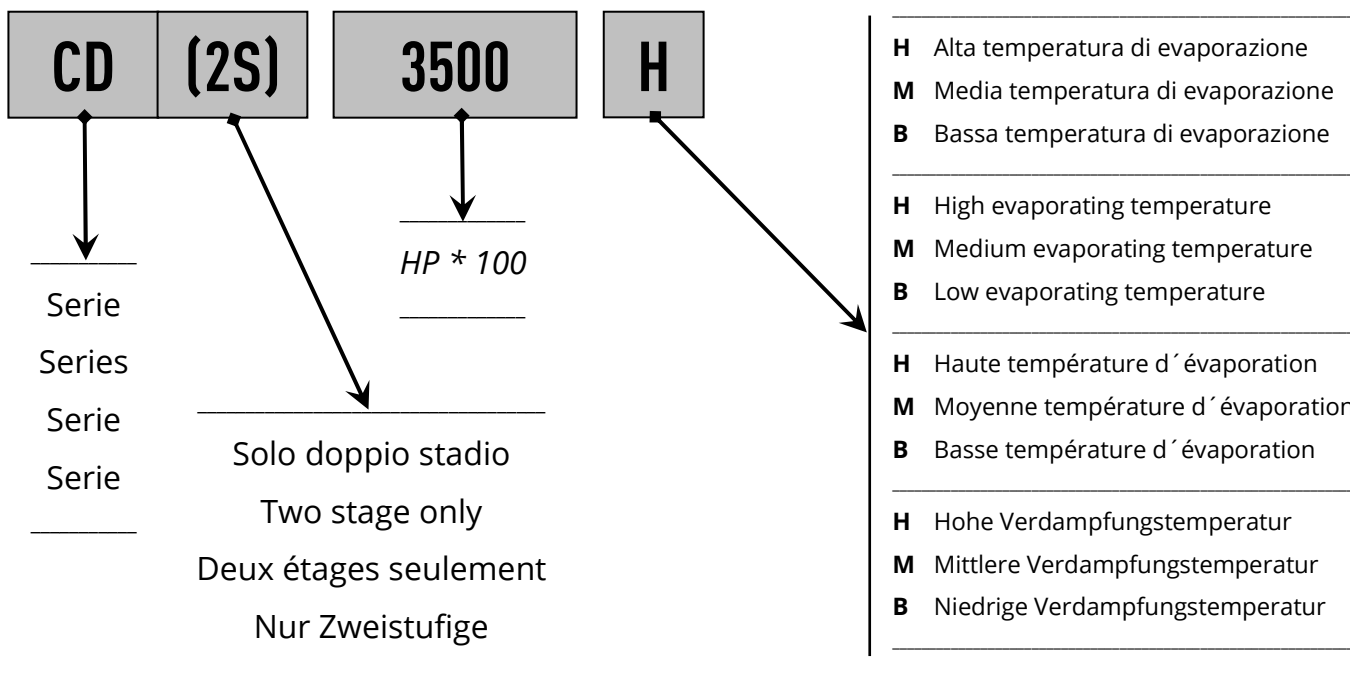 CD (2S) 3500 H
Serie
Series
Serie
Serie
Solo doppio stadio
Two stage only
Deux étages seulement
Nur Zweistufige
HP * 100
H Alta temperatura di evaporazione
M Media temperatura di evaporazione
B Bassa temperatura di evaporazione
H High evaporating temperature
M Medium evaporating temperature
B Low evaporating temperature
H Haute température d´évaporation
M Moyenne température d´évaporation
B Basse température d´évaporation
H Hohe Verdampfungstemperatur
M Mittlere Verdampfungstemperatur
B Niedrige Verdampfungstemperatur